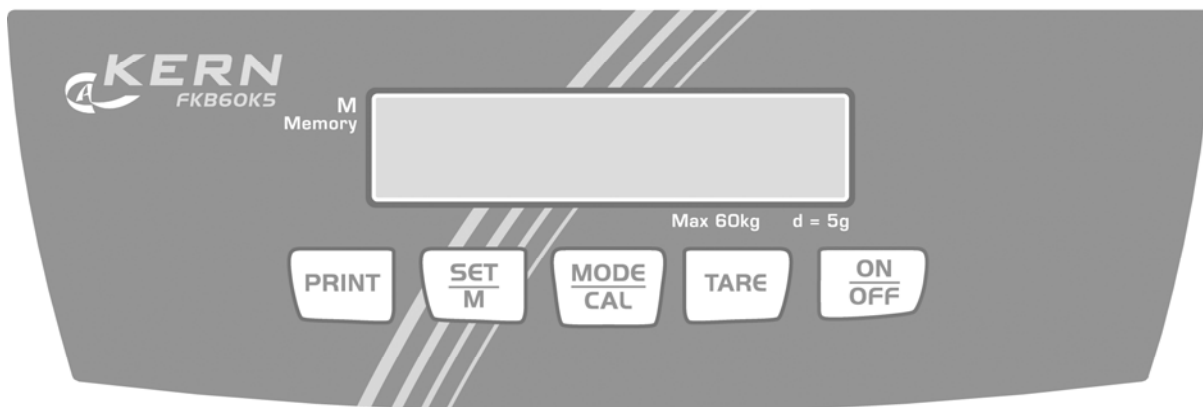 KERN
FKB60K5
M
Memory
Max 60kg d = 5g
PRINT
SET
M
MODE
CAL
TARE
ON
OFF